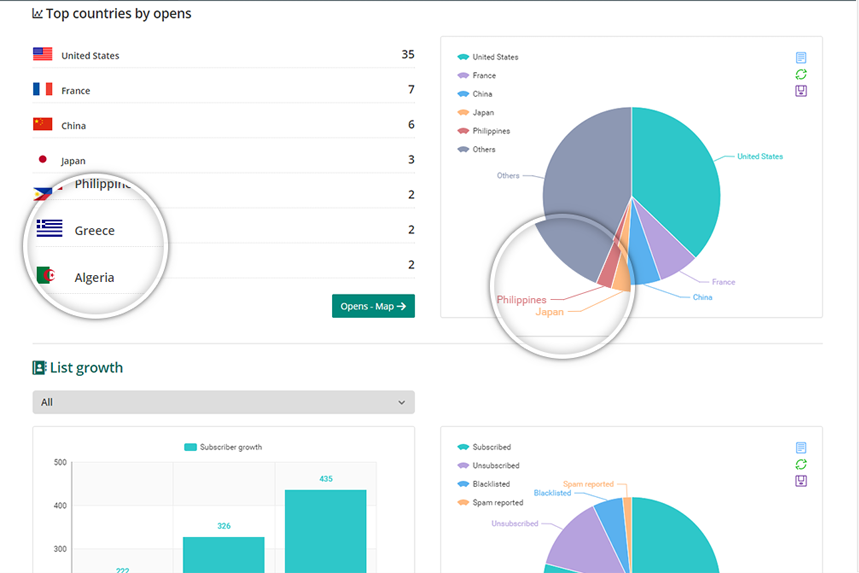 Top countries by opens
United States 35
France 7
China 6
Japan 3
Philippine 2
Greece 2
Algeria 2
Opens - Map
United States
France
China
Japan
Philippines
Others
United States
Others
France
China
Philippines
Japan
List growth
All
Subscriber growth
500
435
400
326
300
222
Subscribed
Unsubscribed
Blacklisted
Spam reported
Spam reported
Blacklisted
Unsubscribed